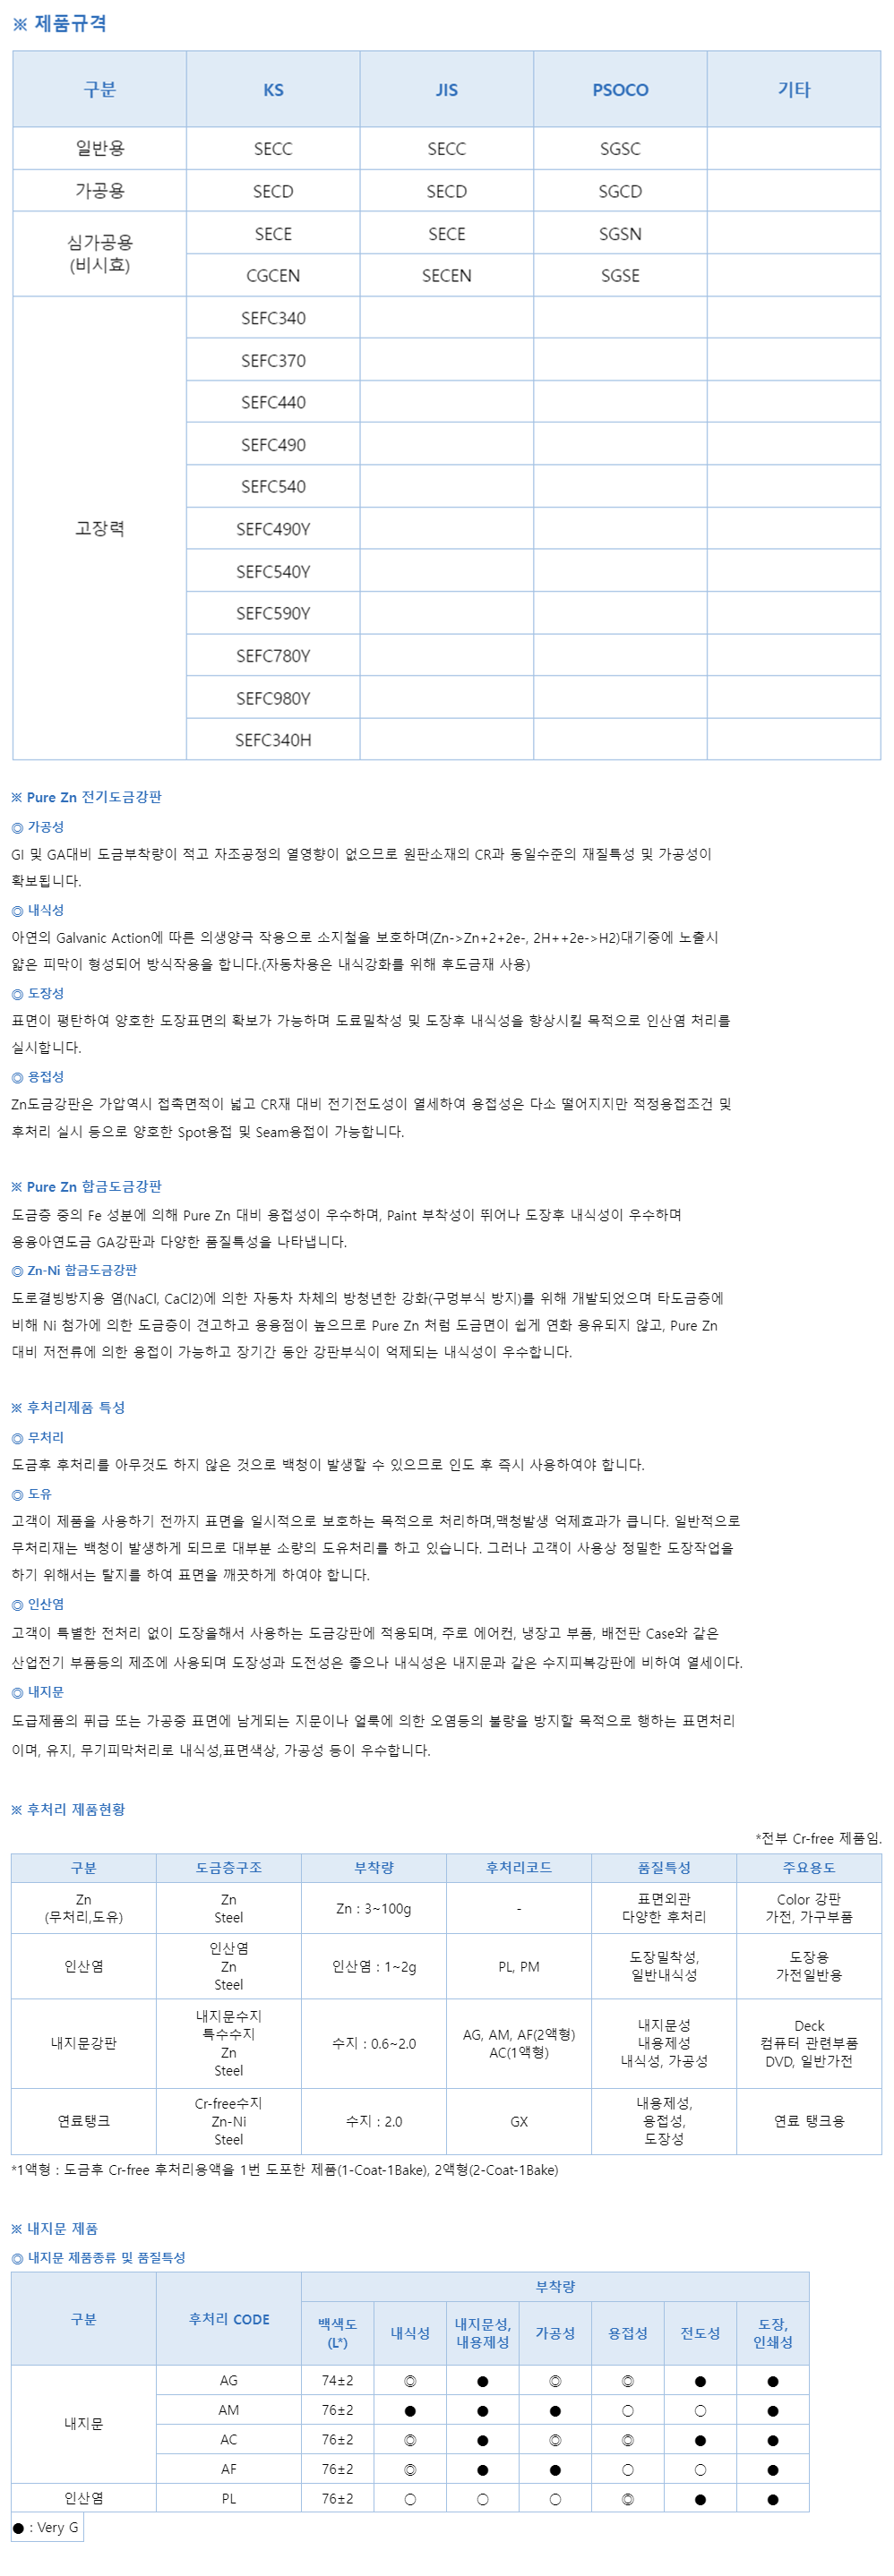 ※ 제품규격
구분 KS JIS PSOCO 기타
일반용 SECC SECC SGSC
가공용 SECD SECD SGCD
심가공용
(비시효)
SECE SECE SGSN
CGCEN SECEN SGSE
고장력
SEFC340
SEFC370
SEFC440
SEFC490
SEFC540
SEFC490Y
SEFC540Y
SEFC590Y
SEFC780Y
SEFC980Y
SEFC340H
※ Pure Zn 전기도금강판
◎ 가공성
GI 및 GA대비 도금부착량이 적고 자조공정의 열영향이 없으므로 원판소재의 CR과 동일수준의 재질특성 및 가공성이
확보됩니다.
◎ 내식성
아연의 Galvanic Action에 따른 의생양극 작용으로 소지철을 보호하며(Zn->Zn+2+2e-, 2H++2e->H2)대기중에 노출시
얇은 피막이 형성되어 방식작용을 합니다.(자동차용은 내식강화를 위해 후도금재 사용)
◎ 도장성
표면이 평탄하여 양호한 도장표면의 확보가 가능하며 도료밀착성 및 도장후 내식성을 향상시킬 목적으로 인산염 처리를
실시합니다.
◎ 용접성
Zn도금강판은 가압역시 접촉면적이 넓고 CR재 대비 전기전도성이 열세하여 용접성은 다소 떨어지지만 적정용접조건 및
후처리 실시 등으로 양호한 Spot용접 및 Seam용접이 가능합니다.
※ Pure Zn 합금도금강판
도금층 중의 Fe 성분에 의해 Pure Zn 대비 용접성이 우수하며, Paint 부착성이 뛰어나 도장후 내식성이 우수하며
용융아연도금 GA강판과 다양한 품질특성을 나타냅니다.
◎ Zn-Ni 합금도금강판
도로결빙방지용 염(NaCl, CaCl2)에 의한 자동차 차체의 방청년한 강화(구멍부식 방지)를 위해 개발되었으며 타도금층에
비해 Ni 첨가에 의한 도금층이 견고하고 용융점이 높으므로 Pure Zn 처럼 도금면이 쉽게 연화 용유되지 않고, Pure Zn
대비 저전류에 의한 용접이 가능하고 장기간 동안 강판부식이 억제되는 내식성이 우수합니다.
※ 후처리제품 특성
◎ 무처리
도금후 후처리를 아무것도 하지 않은 것으로 백청이 발생할 수 있으므로 인도 후 즉시 사용하여야 합니다.
◎ 도유
고객이 제품을 사용하기 전까지 표면을 일시적으로 보호하는 목적으로 처리하며,맥청발생 억제효과가 큽니다. 일반적으로
무처리재는 백청이 발생하게 되므로 대부분 소량의 도유처리를 하고 있습니다. 그러나 고객이 사용상 정밀한 도장작업을
하기 위해서는 탈지를 하여 표면을 깨끗하게 하여야 합니다.
◎ 인산염
고객이 특별한 전처리 없이 도장을해서 사용하는 도금강판에 적용되며, 주로 에어컨, 냉장고 부품, 배전판 Case와 같은
산업전기 부품등의 제조에 사용되며 도장성과 도전성은 좋으나 내식성은 내지문과 같은 수지피복강판에 비하여 열세이다.
◎ 내지문
도급제품의 퓌급 또는 가공중 표면에 남게되는 지문이나 얼룩에 의한 오염등의 불량을 방지할 목적으로 행하는 표면처리
이며, 유지, 무기피막처리로 내식성,표면색상, 가공성 등이 우수합니다.
※ 후처리 제품현황
*전부 Cr-free 제품임.
구분 도금층구조 부착량 후처리코드 품질특성 주요용도
Zn
(무처리,도유)
Zn
Steel
Zn : 3~100g
-
표면외관
다양한 후처리
Color 강판
가전, 가구부품
인산염
인산염
Zn
Steel
인산염 : 1~2g
PL, PM
도장밀착성,
일반내식성
도장용
가전일반용
내지문강판
내지문수지
특수수지
Zn
Steel
수지 : 0.6~2.0
AG, AM, AF(2액형)
AC(1액형)
내지문성
내용제성
내식성, 가공성
Deck
컴퓨터 관련부품
DVD, 일반가전
연료탱크
Cr-free수지
Zn-Ni
Steel
수지 : 2.0
GX
내용제성,
용접성,
도장성
연료 탱크용
*1액형 : 도금후 Cr-free 후처리용액을 1번 도포한 제품(1-Coat-1Bake), 2액형(2-Coat-1Bake)
※ 내지문 제품
◎ 내지문 제품종류 및 품질특성
구분 후처리 CODE 부착량
백색도
(L*)
내식성
내지문성,
내용제성
가공성 용접성 전도성
도장,
인쇄성
내지문
AG 74±2 ◎ ● ◎ ◎ ● ●
AM 76±2 ● ● ● ○ ○ ●
AC 76±2 ◎ ● ◎ ◎ ● ●
AF 76±2 ◎ ● ● ○ ○ ●
인산염 PL 76±2 ○ ○ ○ ◎ ● ●
● : Very G